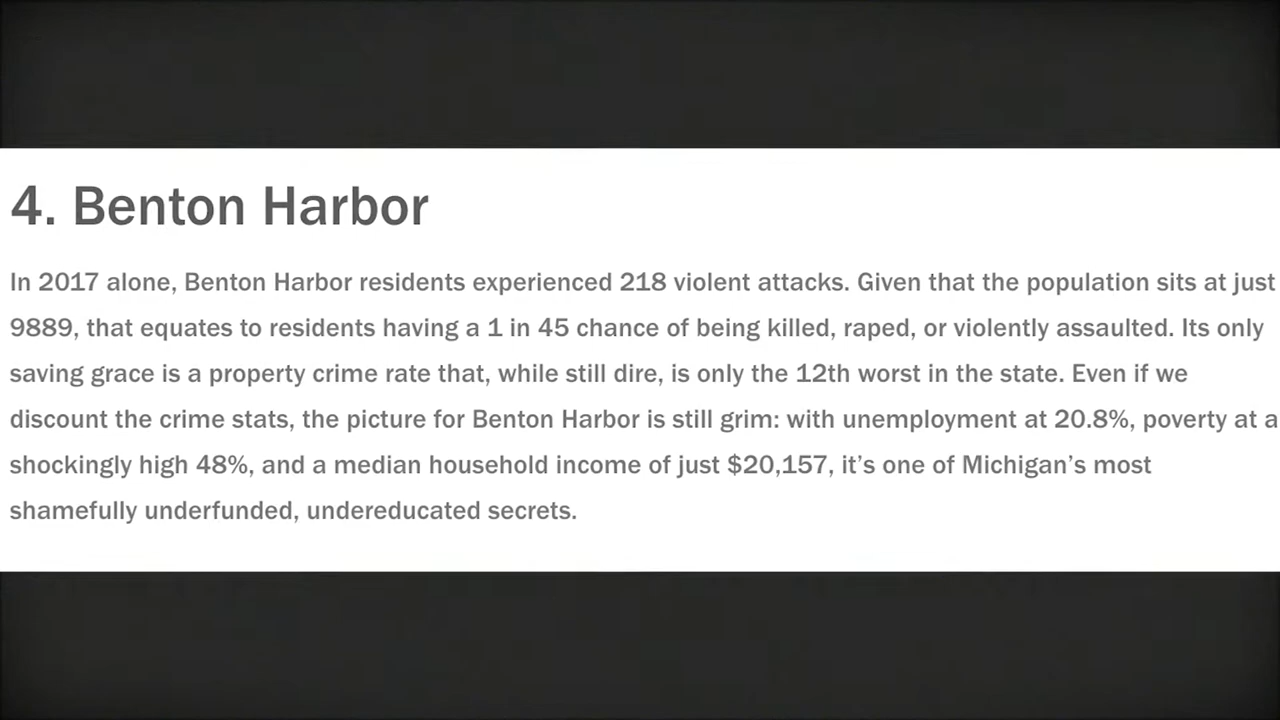 4. Benton Harbor
In 2017 alone, Benton Harbor residents experienced 218 violent attacks. Given that the population sits at just
9889, that equates to residents having a 1 in 45 chance of being killed, raped, or violently assaulted. Its only
saving grace is a property crime rate that, while still dire, is only the 12th worst in the state. Even if we
discount the crime stats, the picture for Benton Harbor is still grim: with unemployment at 20.8%, poverty at a
shockingly high 48%, and a median household income of just $20,157, it’s one of Michigan’s most
shamefully underfunded, undereducated secrets.